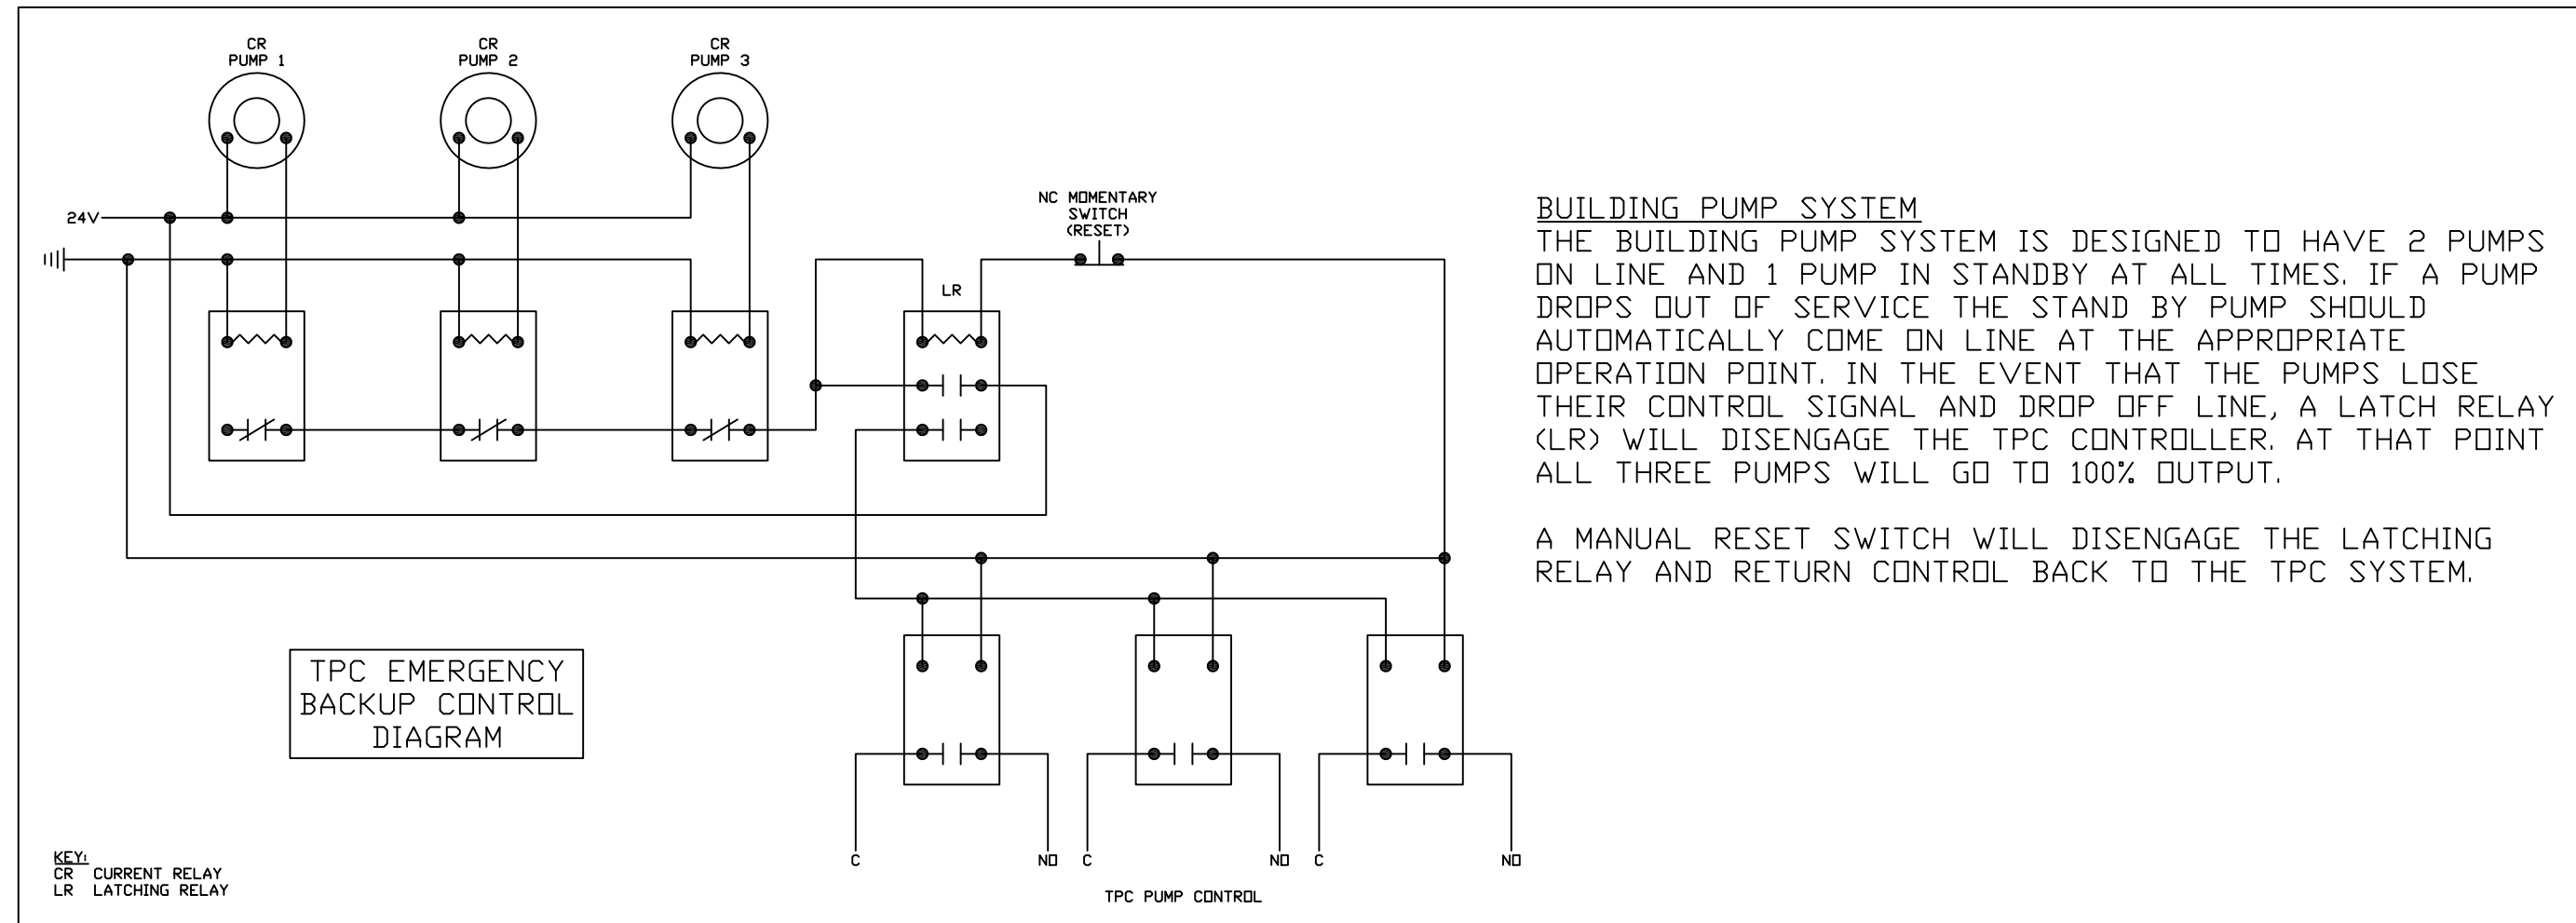 CR
PUMP 1
CR
PUMP 2
CR
PUMP 3
24V
NC MOMENTARY
SWITCH
(RESET)
LR
BUILDING PUMP SYSTEM
THE BUILDING PUMP SYSTEM IS DESIGNED TO HAVE 2 PUMPS
ON LINE AND 1 PUMP IN STANDBY AT ALL TIMES. IF A PUMP
DROPS OUT OF SERVICE THE STAND BY PUMP SHOULD
AUTOMATICALLY COME ON LINE AT THE APPROPRIATE
OPERATION POINT. IN THE EVENT THAT THE PUMPS LOSE
THEIR CONTROL SIGNAL AND DROP OFF LINE, A LATCH RELAY
(LR) WILL DISENGAGE THE TPC CONTROLLER. AT THAT POINT
ALL THREE PUMPS WILL GO TO 100% OUTPUT.
A MANUAL RESET SWITCH WILL DISENGAGE THE LATCHING
RELAY AND RETURN CONTROL BACK TO THE TPC SYSTEM.
TPC EMERGENCY
BACKUP CONTROL
DIAGRAM
C
NO
C
NO
C
NO
TPC PUMP CONTROL
KEY:
CR CURRENT RELAY
LR LATCHING RELAY